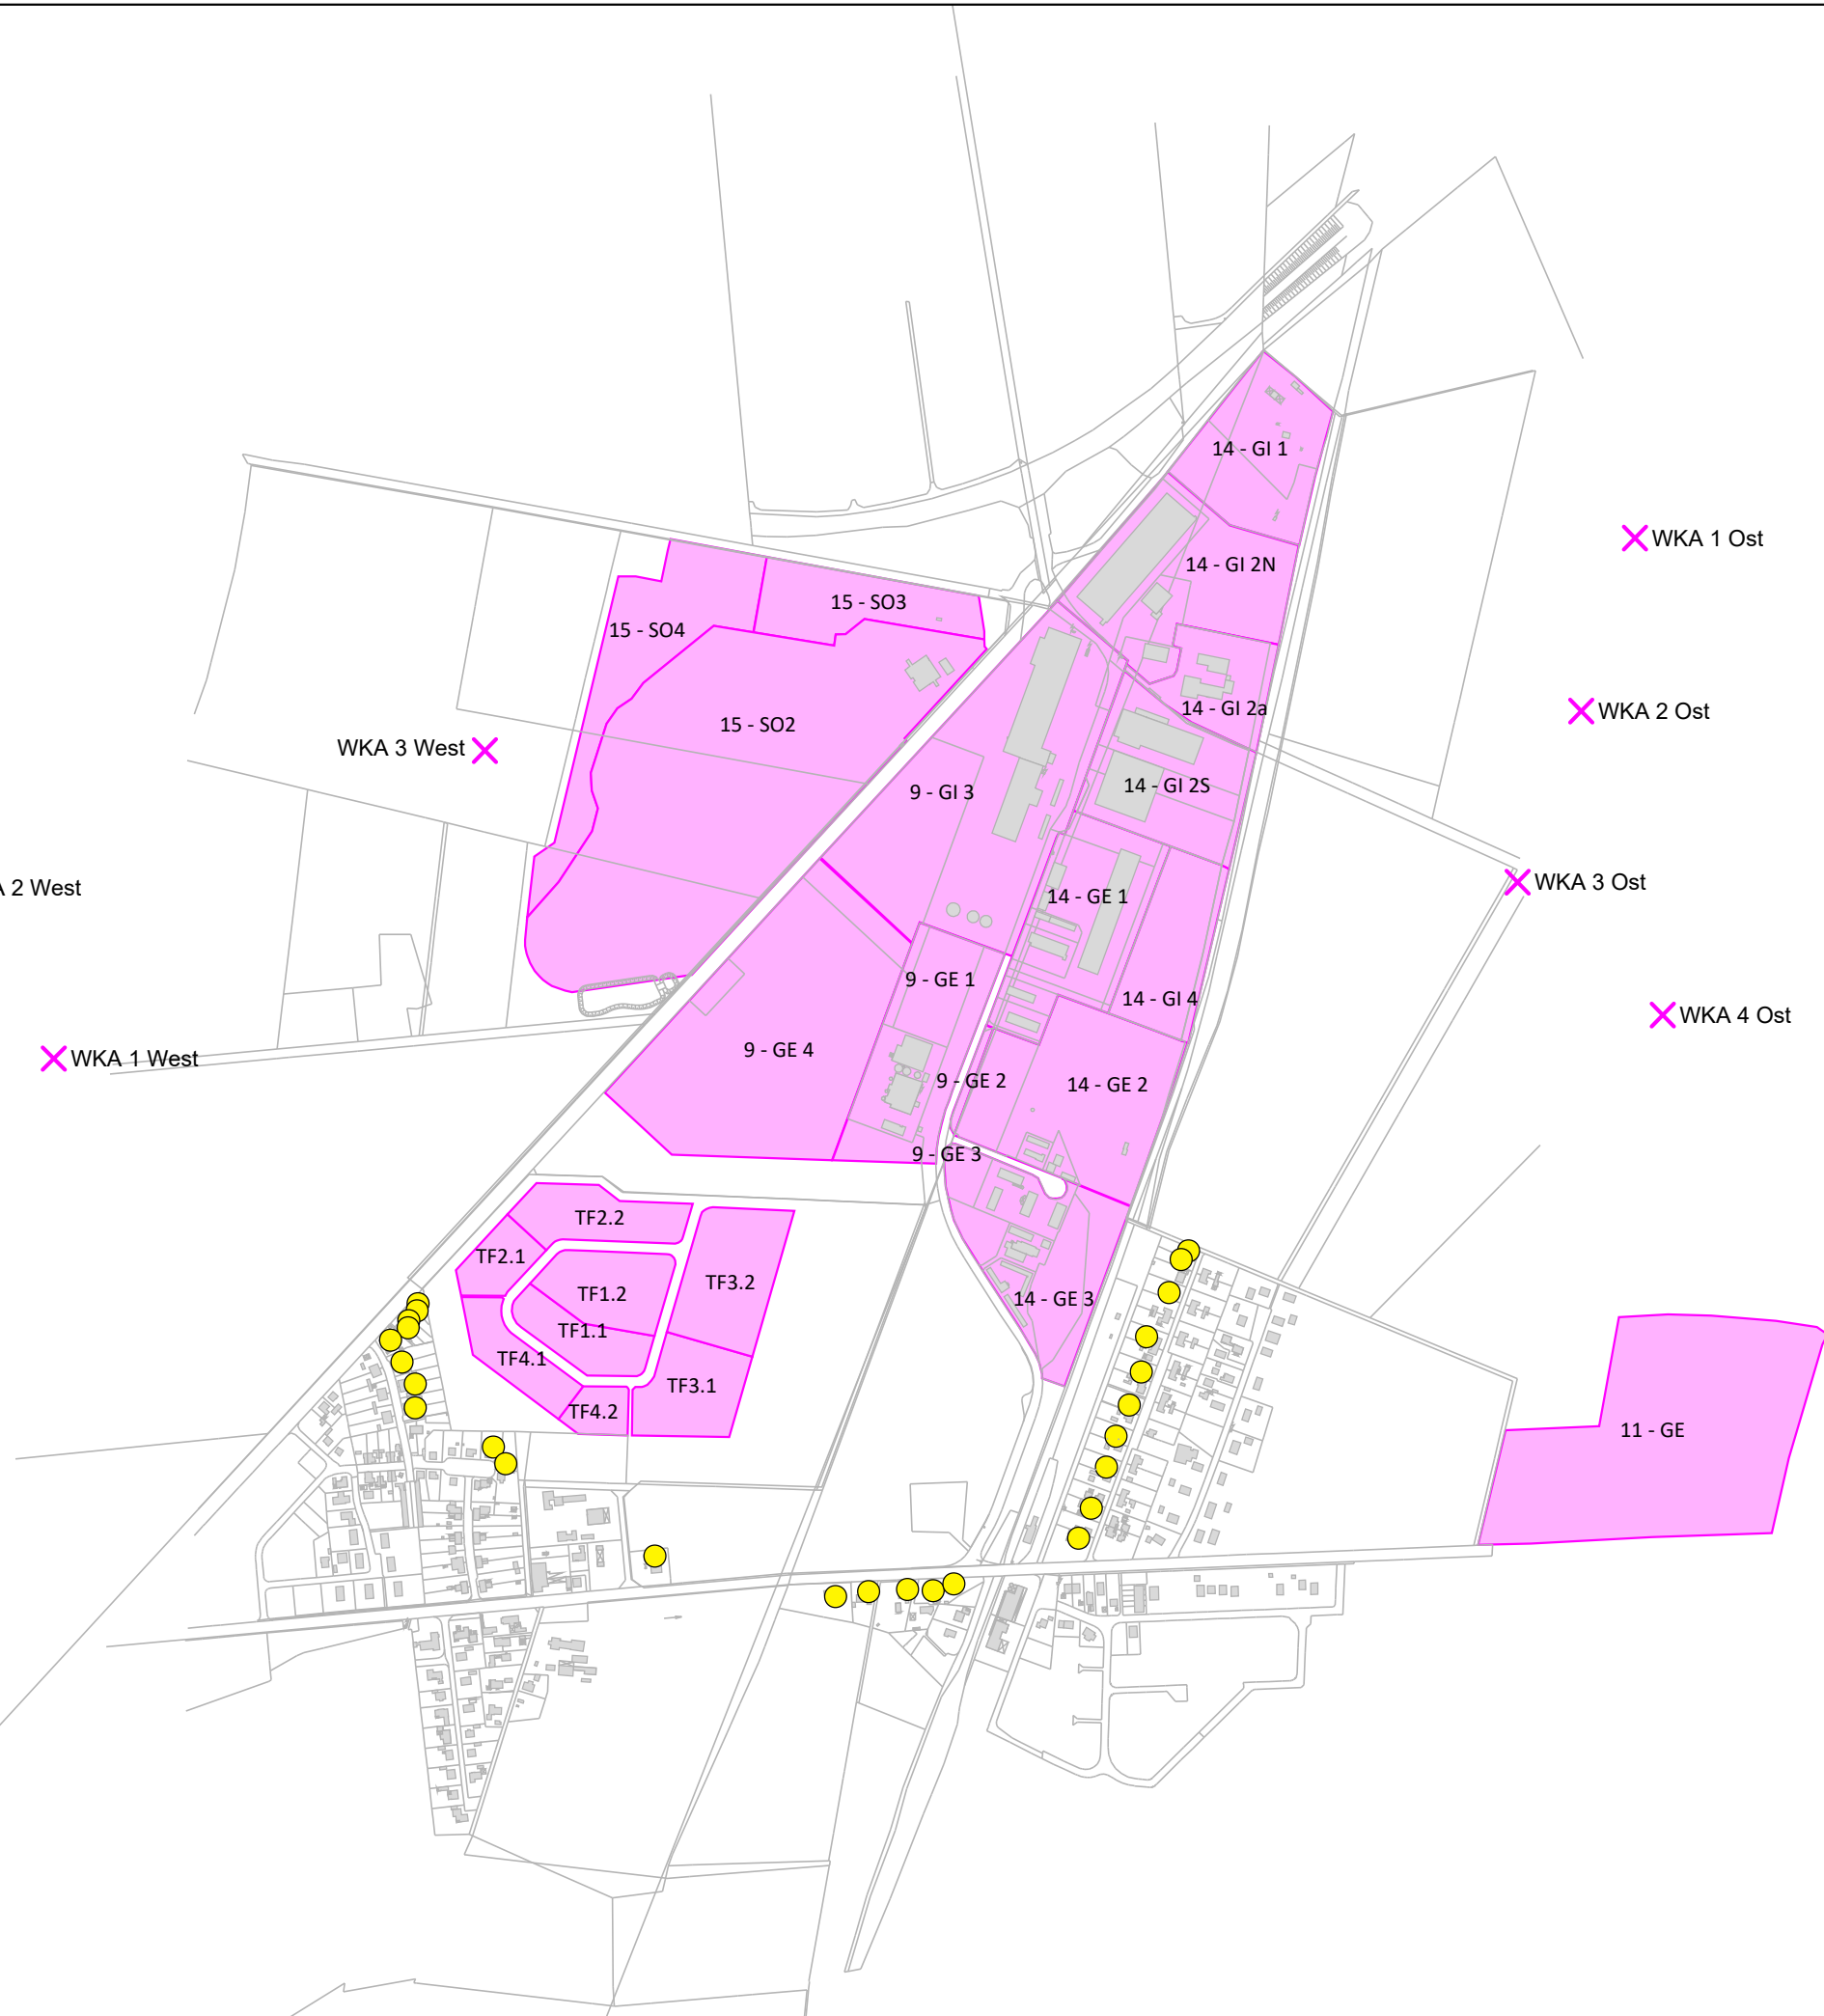 14 - GI 1
WKA 1 Ost
14 - GI 2N
15 - SO3
15 - SO4
14 - GI 2a
WKA 2 Ost
15 - SO2
WKA 3 West
14 - GI 2S
9 - GI 3
WKA 3 Ost
2 West
14 - GE 1
9 - GE 1
14 - GI 4
WKA 4 Ost
9 - GE 4
WKA 1 West
9 - GE 2
14 - GE 2
9 - GE 3
TF2.2
TF2.1
TF3.2
TF1.2
14 - GE 3
TF1.1
TF4.1
TF3.1
TF4.2
11 - GE